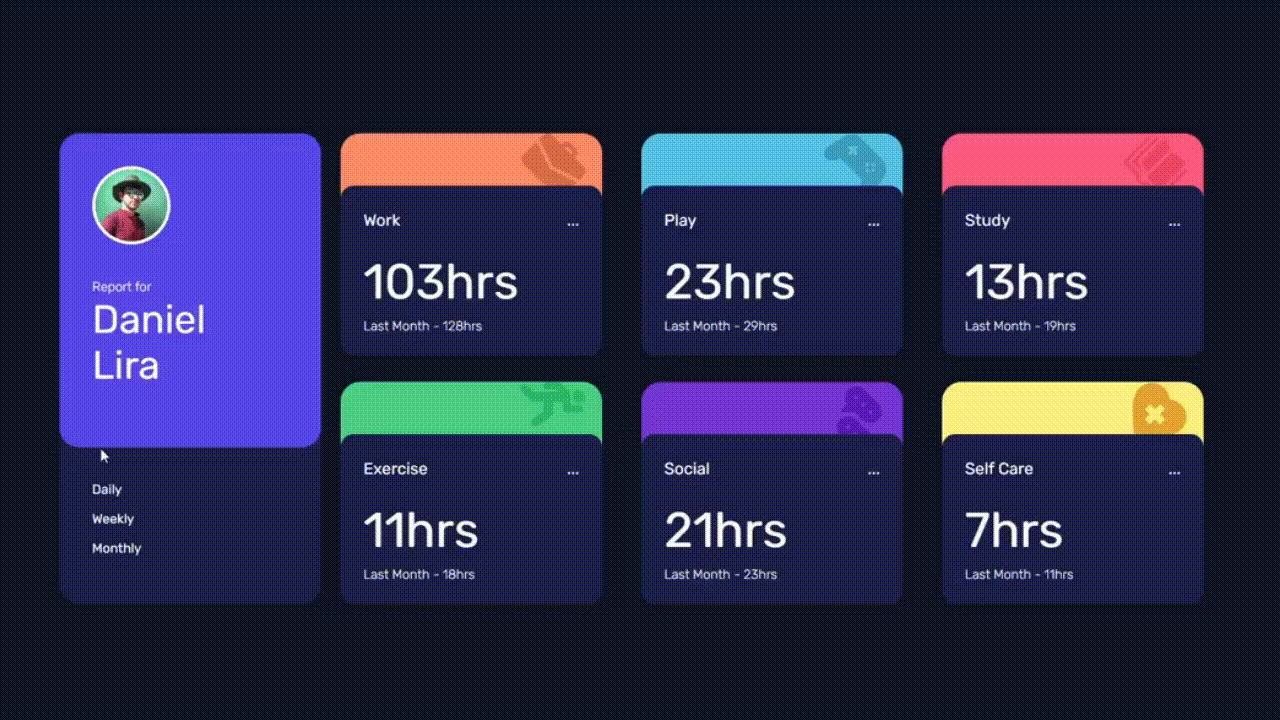 Report for
Daniel
Lira
Daily
Weekly
Monthly
Work ...
103hrs
Last Month - 128hrs
Play ...
23hrs
Last Month - 29hrs
Study ...
13hrs
Last Month - 19hrs
Exercise ...
11hrs
Last Month - 18hrs
Social ...
21hrs
Last Month - 23hrs
Self Care ...
7hrs
Last Month - 11hrs